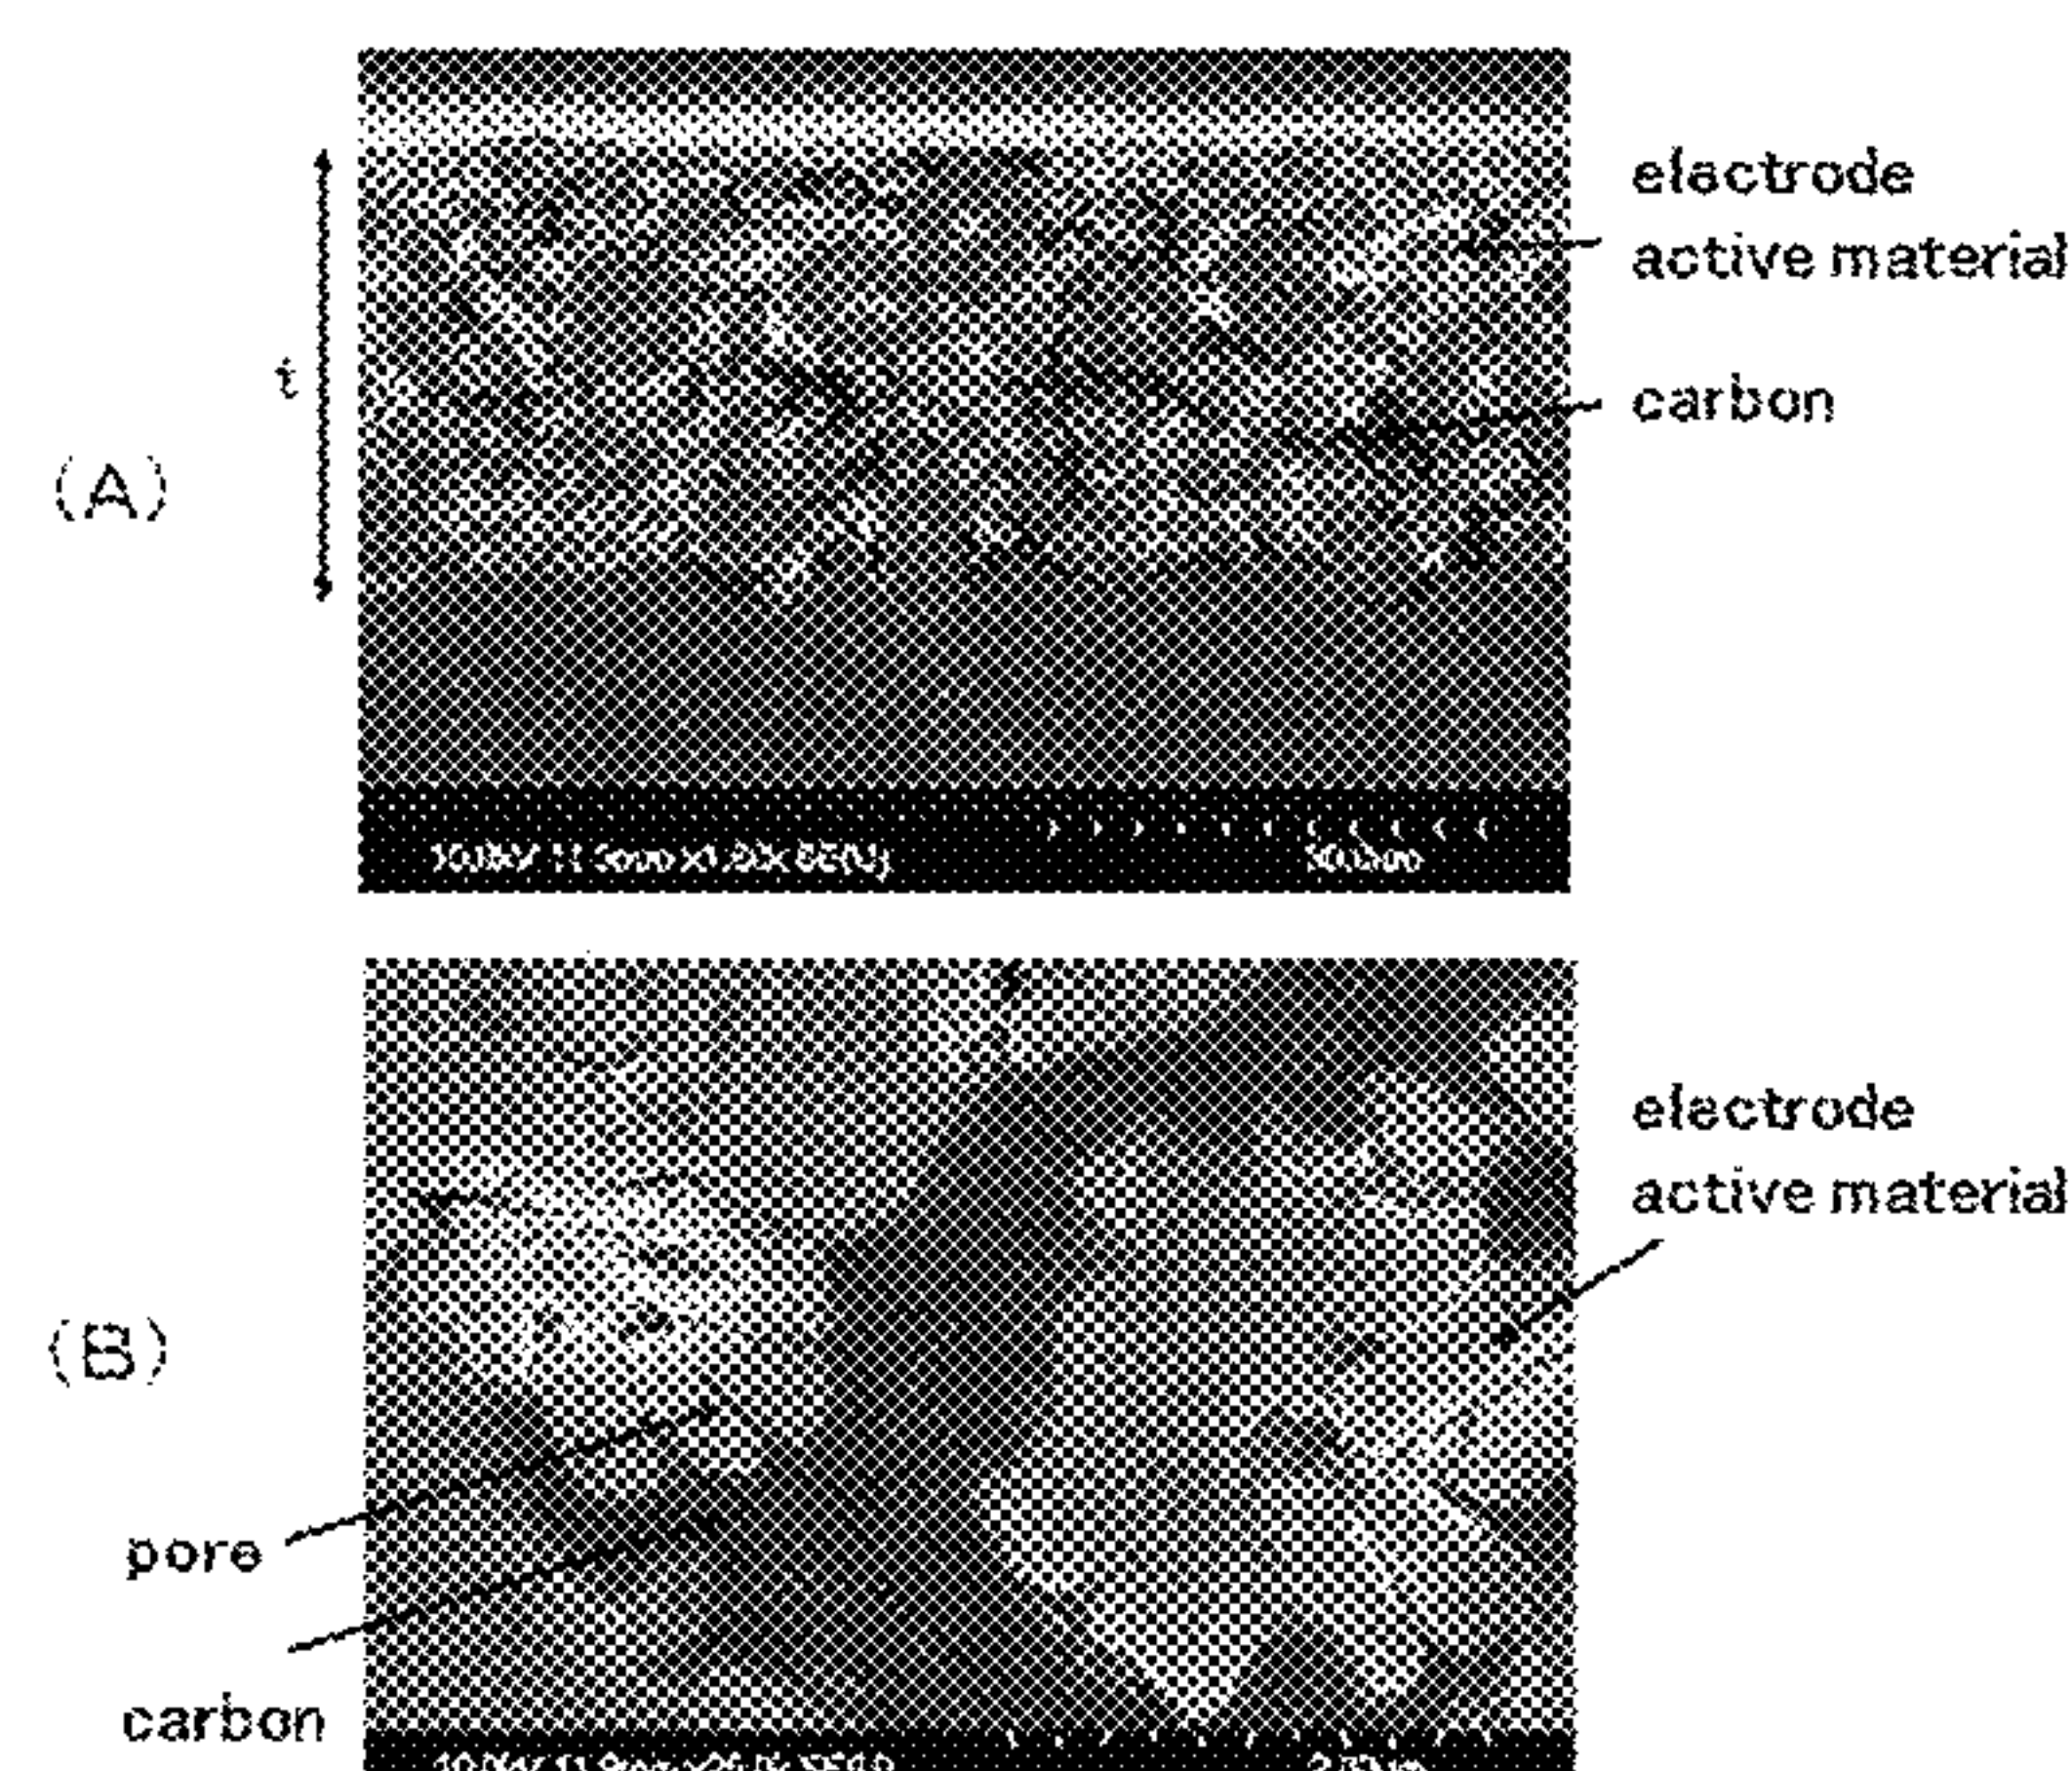 electrode
active material
t
carbon
(A)
electrode
active material
(B)
pore
carbon